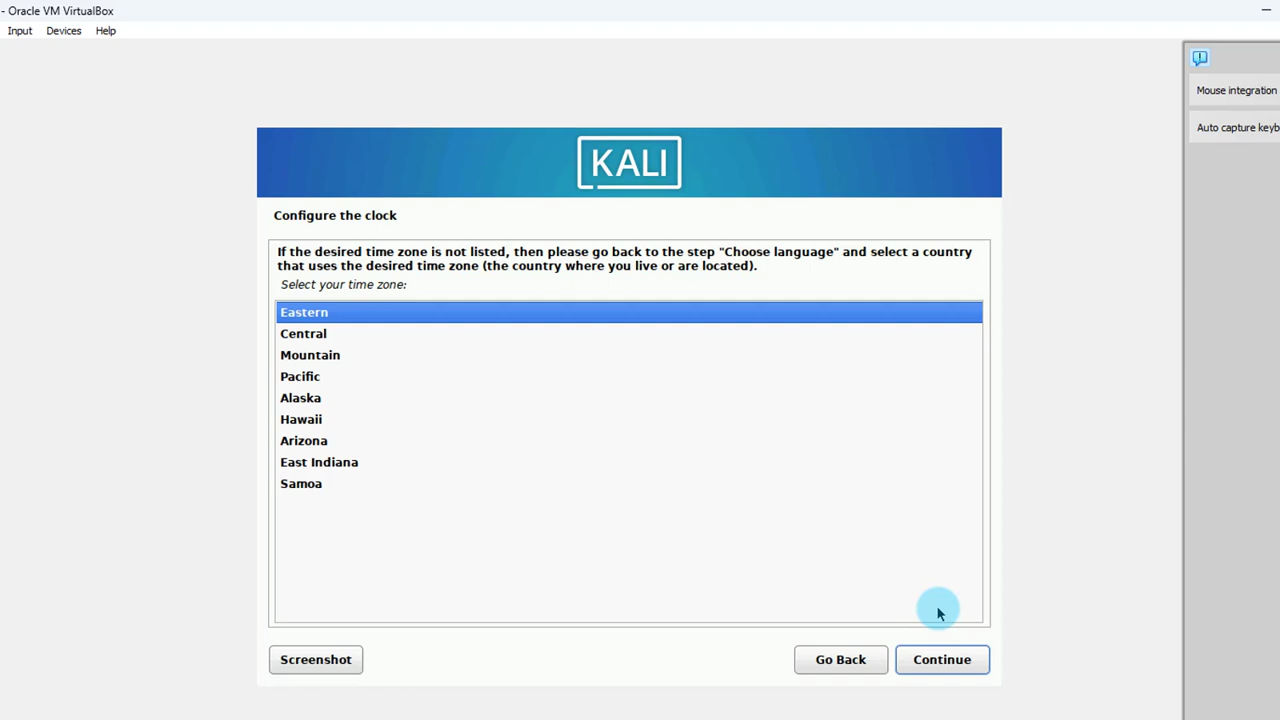 - Oracle VM VirtualBox
Input Devices Help
Mouse integration
Auto capture keyb
KALI
Configure the clock
If the desired time zone is not listed, then please go back to the step "Choose language" and select a country
that uses the desired time zone (the country where you live or are located).
Select your time zone:
Eastern
Central
Mountain
Pacific
Alaska
Hawaii
Arizona
East Indiana
Samoa
Screenshot Go Back Continue